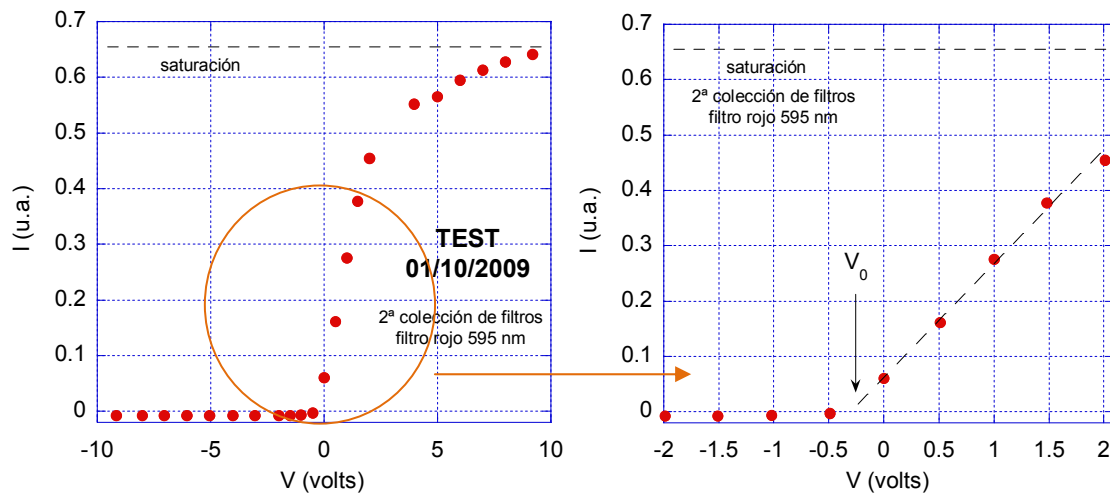 0.7
0.6
0.5
0.4
0.3
0.2
0.1
0
I (u.a.)
saturación
TEST
01/10/2009
2ª colección de filtros
filtro rojo 595 nm
-10
-5
0
5
10
V (volts)
0.7
0.6
0.5
0.4
0.3
0.2
0.1
0
I (u.a.)
saturación
2ª colección de filtros
filtro rojo 595 nm
V0
-2
-1.5
-1
-0.5
0
0.5
1
1.5
2
V (volts)